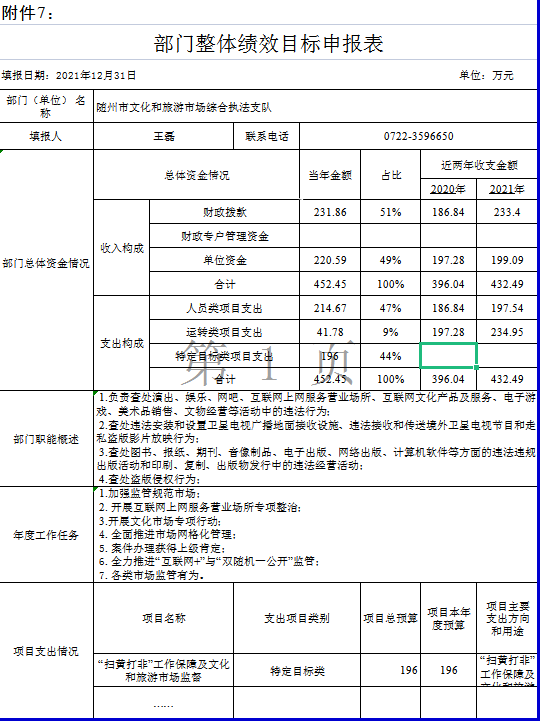 附件7：
部门整体绩效目标申报表
填报日期：2021年12月31日 单位：万元
部门（单位）名称 随州市文化和旅游市场综合执法支队
填报人 王磊 联系电话 0722-3596650
部门总体资金情况 总体资金情况 当年金额 占比 近两年收支金额
2020年 2021年
收入构成 财政拨款 231.86 51% 186.84 233.4
财政专户管理资金
单位资金 220.59 49% 197.28 199.09
合计 452.45 100% 396.04 432.49
支出构成 人员类项目支出 214.67 47% 186.84 197.54
运转类项目支出 41.78 9% 197.28 234.95
特定目标类项目支出 196 44%
合计 452.45 100% 396.04 432.49
第 1 页
部门职能概述
1.负责查处演出、娱乐、网吧、互联网上网服务营业场所、互联网文化产品及服务、电子游
戏、美术品销售、文物经营等活动中的违法行为；
2.查处违法安装和设置卫星电视广播地面接收设施、违法接收和传送境外卫星电视节目和走
私盗版影片放映行为；
3.查处图书、报纸、期刊、音像制品、电子出版、网络出版、计算机软件等方面的违法违规
出版活动和印刷、复制、出版物发行中的违法经营活动；
4.查处盗版侵权行为；
年度工作任务
1.加强监管规范市场；
2. 开展互联网上网服务营业场所专项整治；
3.开展文化市场专项行动；
4. 全面推进市场网格化管理；
5. 案件办理获得上级肯定；
6. 全力推进“互联网+”与“双随机一公开”监管；
7. 各类市场监管有为。
项目支出情况
项目名称 支出项目类别 项目总预算 项目本年度预算 项目主要支出方向和用途
“扫黄打非”工作保障及文化和旅游市场监督 特定目标类 196 196 “扫黄打非”工作保障及
……